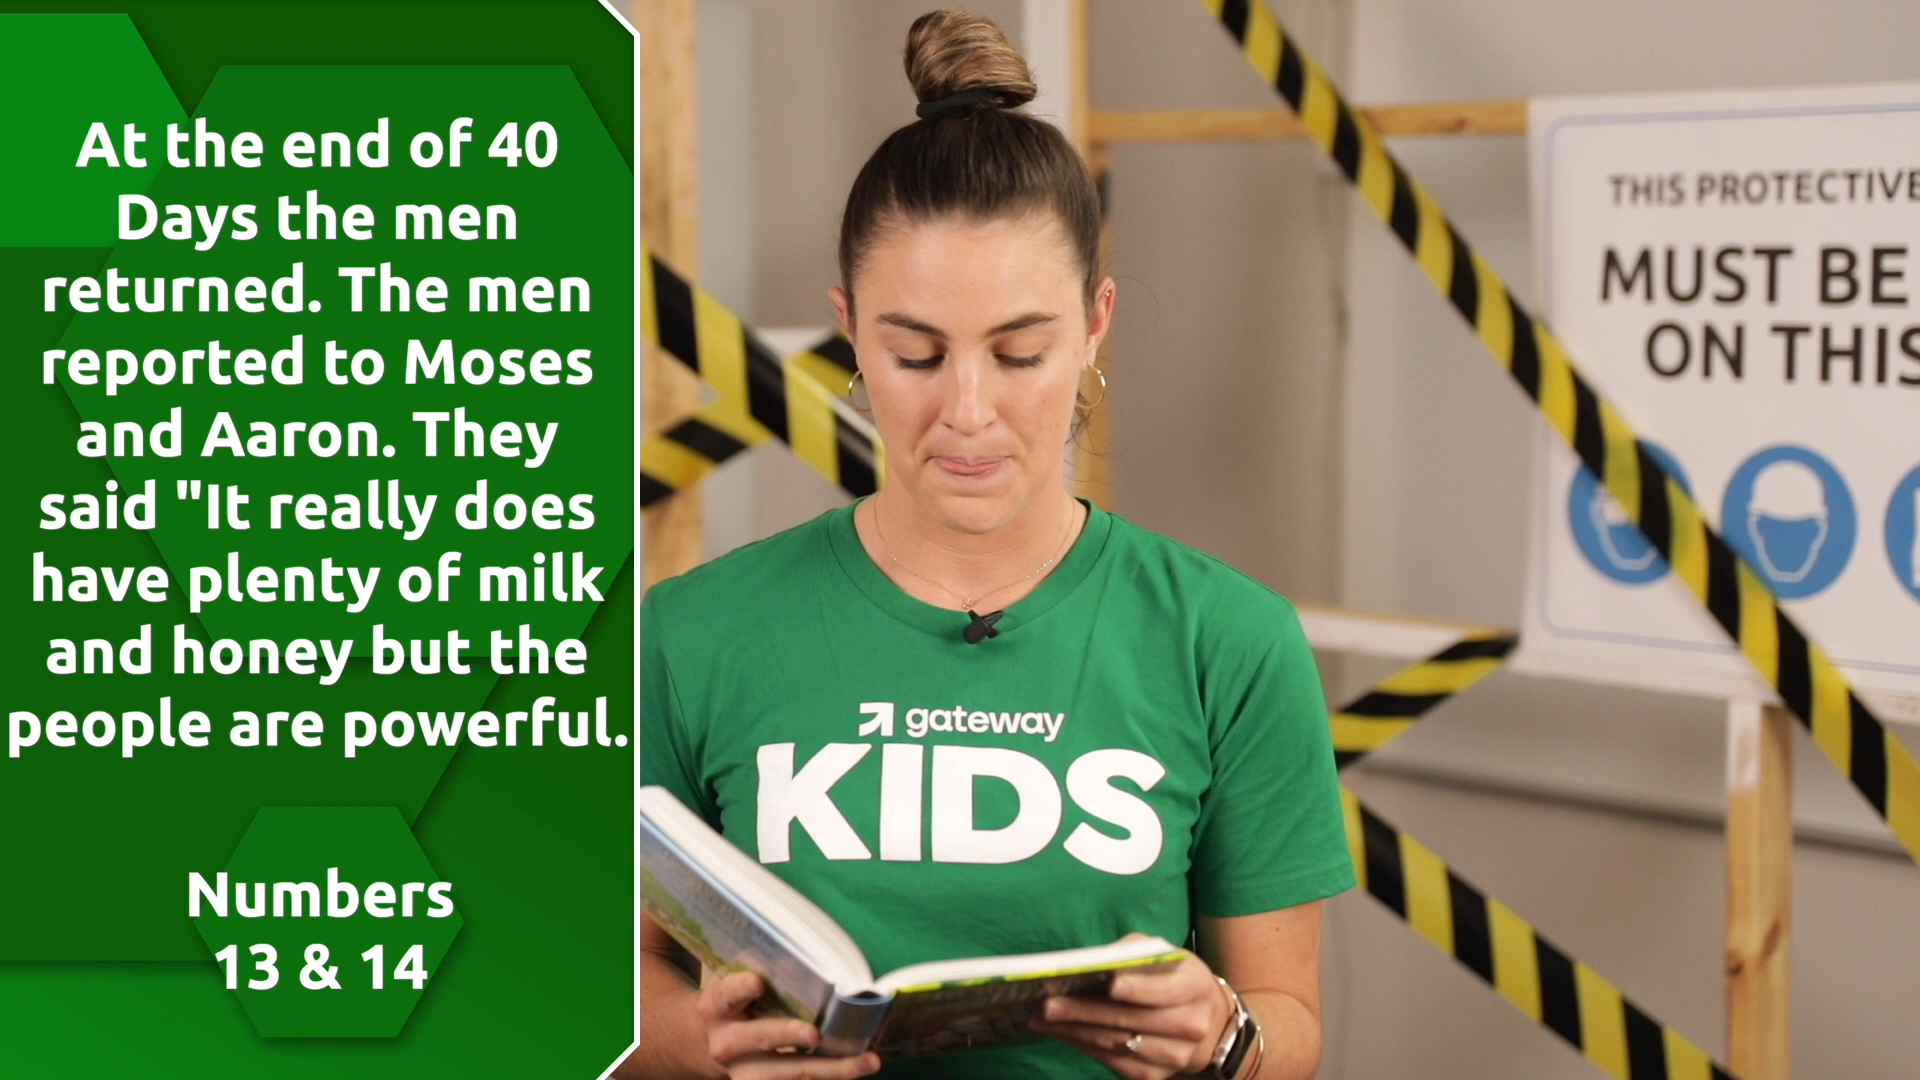 At the end of 40
Days the men
returned. The men
reported to Moses
and Aaron. They
said "It really does
have plenty of milk
and honey but the
people are powerful.
Numbers
13 & 14
THIS PROTECTIVE
MUST BE
ON THIS
gateway
KIDS